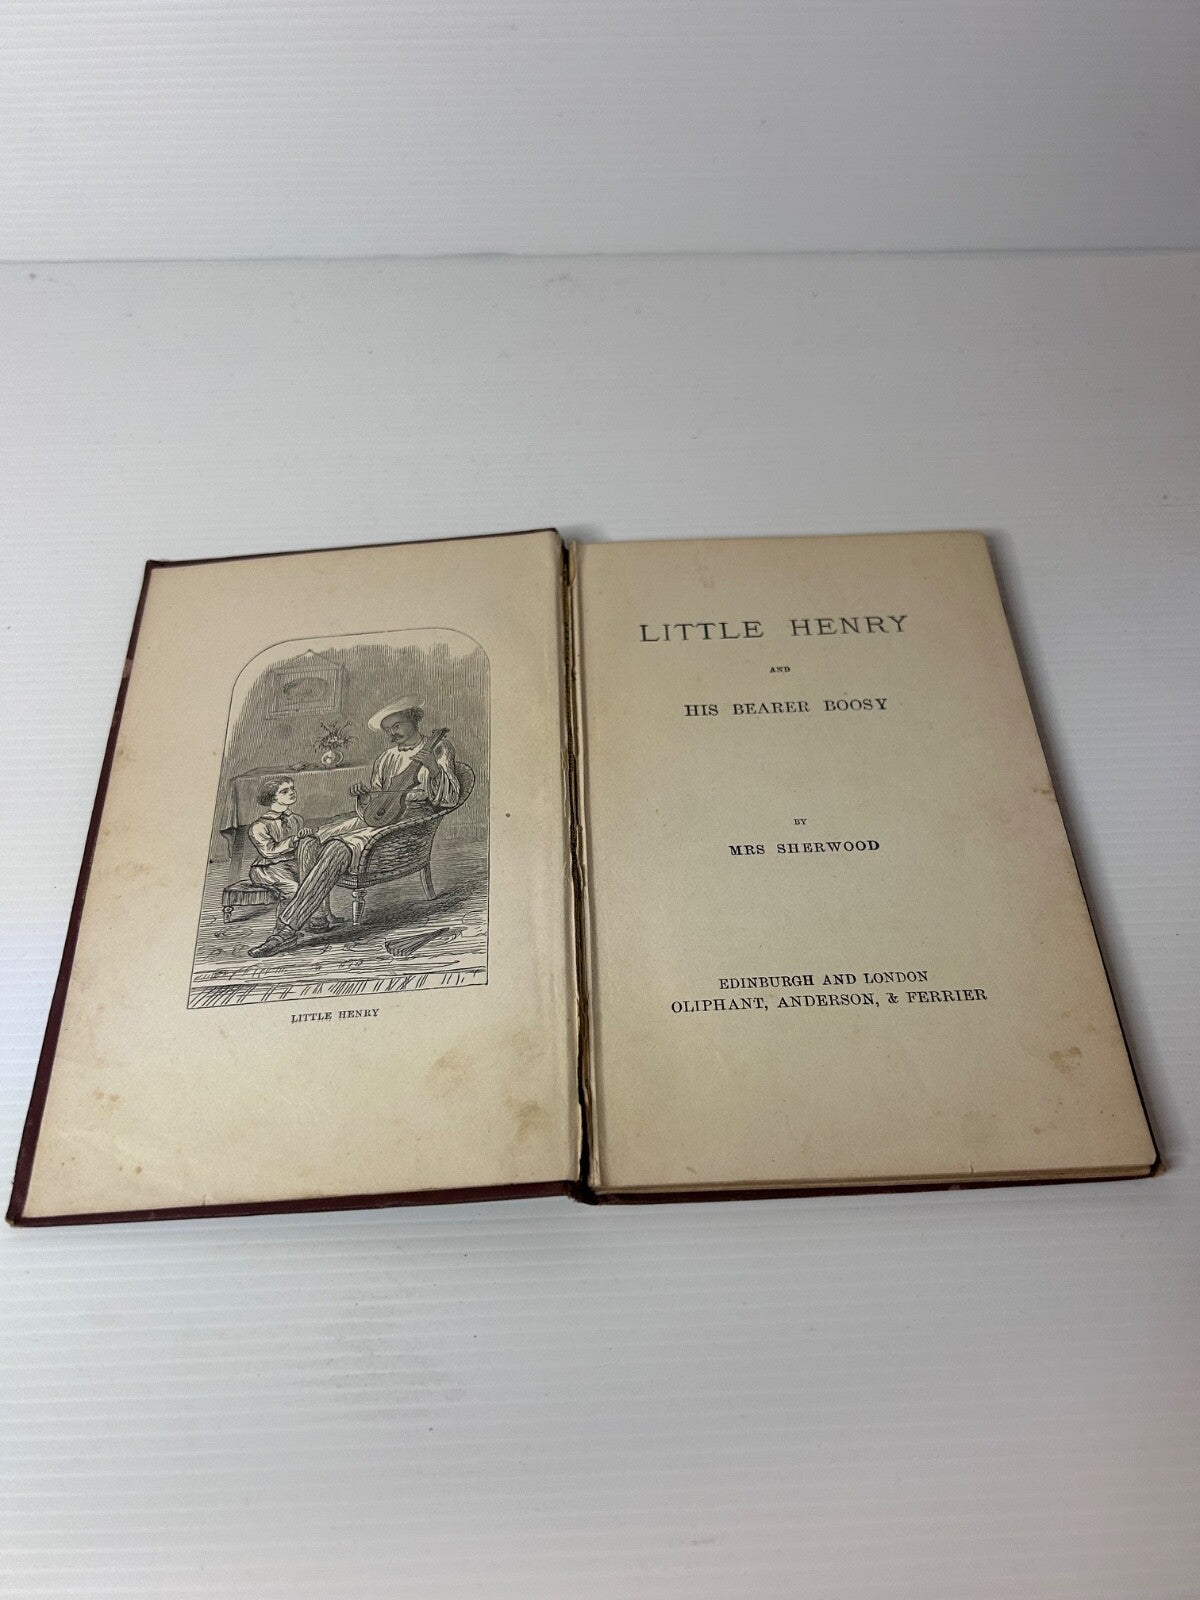 LITTLE HENRY
LITTLE HENRY
AND
HIS BEARER BOOSY
BY
MRS SHERWOOD
EDINBURGH AND LONDON
OLIPHANT, ANDERSON, & FERRIER